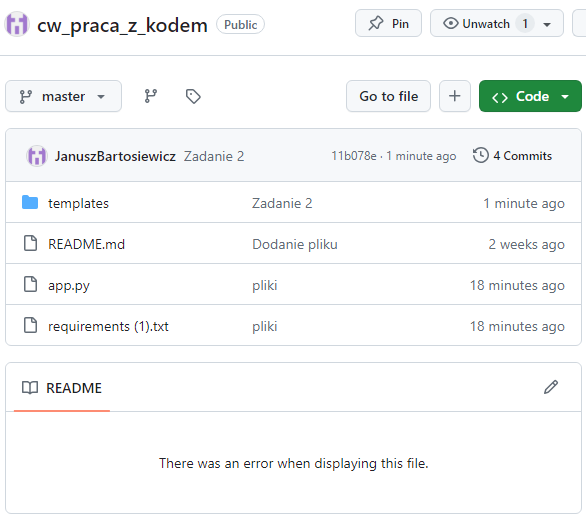 cw_praca_z_kodem Public Pin Unwatch 1
master Go to file + Code
JanuszBartosiewicz Zadanie 2 11b078e · 1 minute ago 4 Commits
templates Zadanie 2 1 minute ago
README.md Dodanie pliku 2 weeks ago
app.py pliki 18 minutes ago
requirements (1).txt pliki 18 minutes ago
README
There was an error when displaying this file.